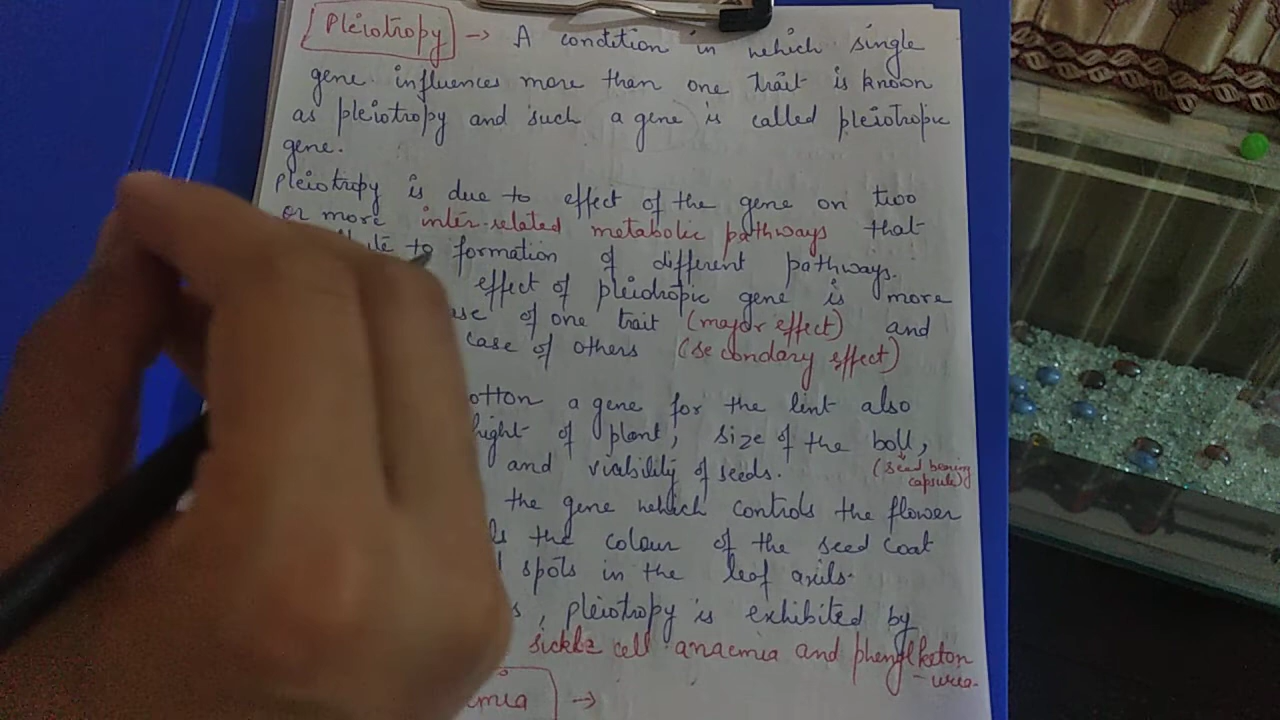 Pleiotropy → A condition in which single
gene influences more than one trait is known
as pleiotropy and such a gene is called pleiotropic
gene.
Pleiotropy is due to effect of the gene on two
or more inter-related metabolic pathways that
to formation of different pathways.
effect of pleiotropic gene is more
of one trait (major effect) and
case of others (secondary effect)
a gene for the lint also
of plant, size of the boll,
and viability of seeds. (seed bearing
capsule)
the gene which controls the flower
the colour of the seed coat
spots in the leaf axils.
, pleiotropy is exhibited by
sickle cell anaemia and phenylketon
-uria.
→